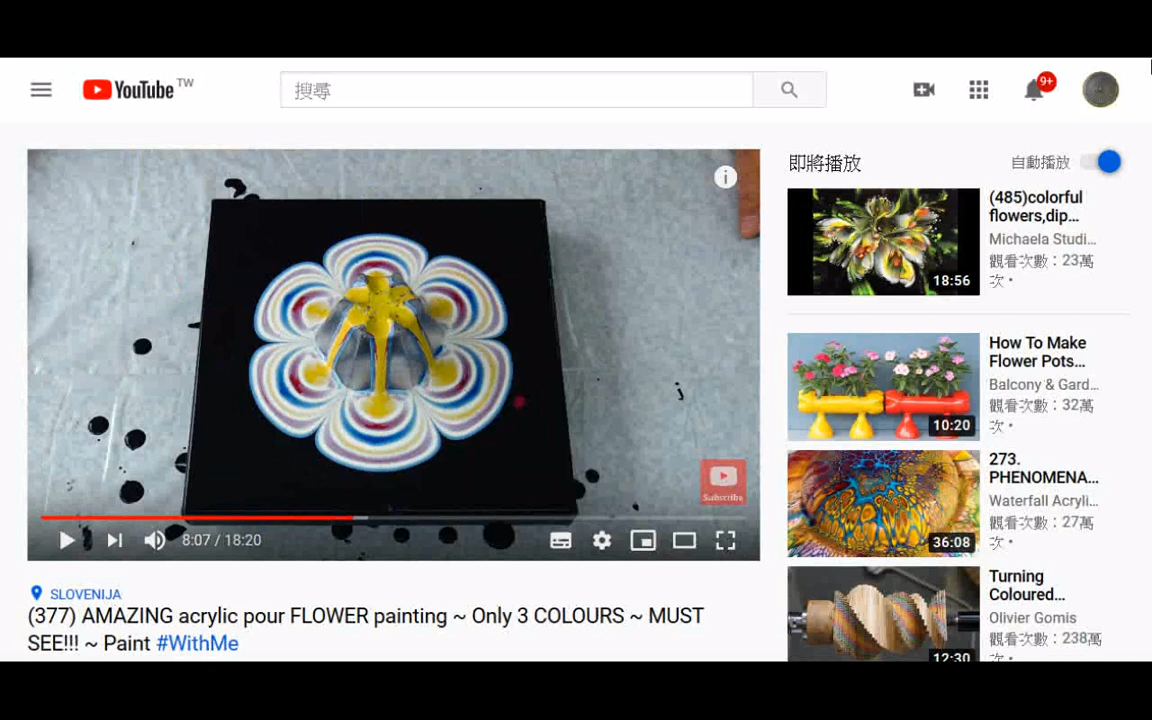 YouTube TW
搜尋
9+
即將播放
自動播放
(485)colorful
flowers,dip...
Michaela Studi...
觀看次數：23萬
次・
18:56
How To Make
Flower Pots...
Balcony & Gard...
觀看次數：32萬
次・
10:20
273.
PHENOMENA...
Waterfall Acryli...
觀看次數：27萬
次・
36:08
Turning
Coloured...
Olivier Gomis
觀看次數：238萬
次・
12:30
Subscribe
8:07 / 18:20
SLOVENIJA
(377) AMAZING acrylic pour FLOWER painting ~ Only 3 COLOURS ~ MUST
SEE!!! ~ Paint #WithMe